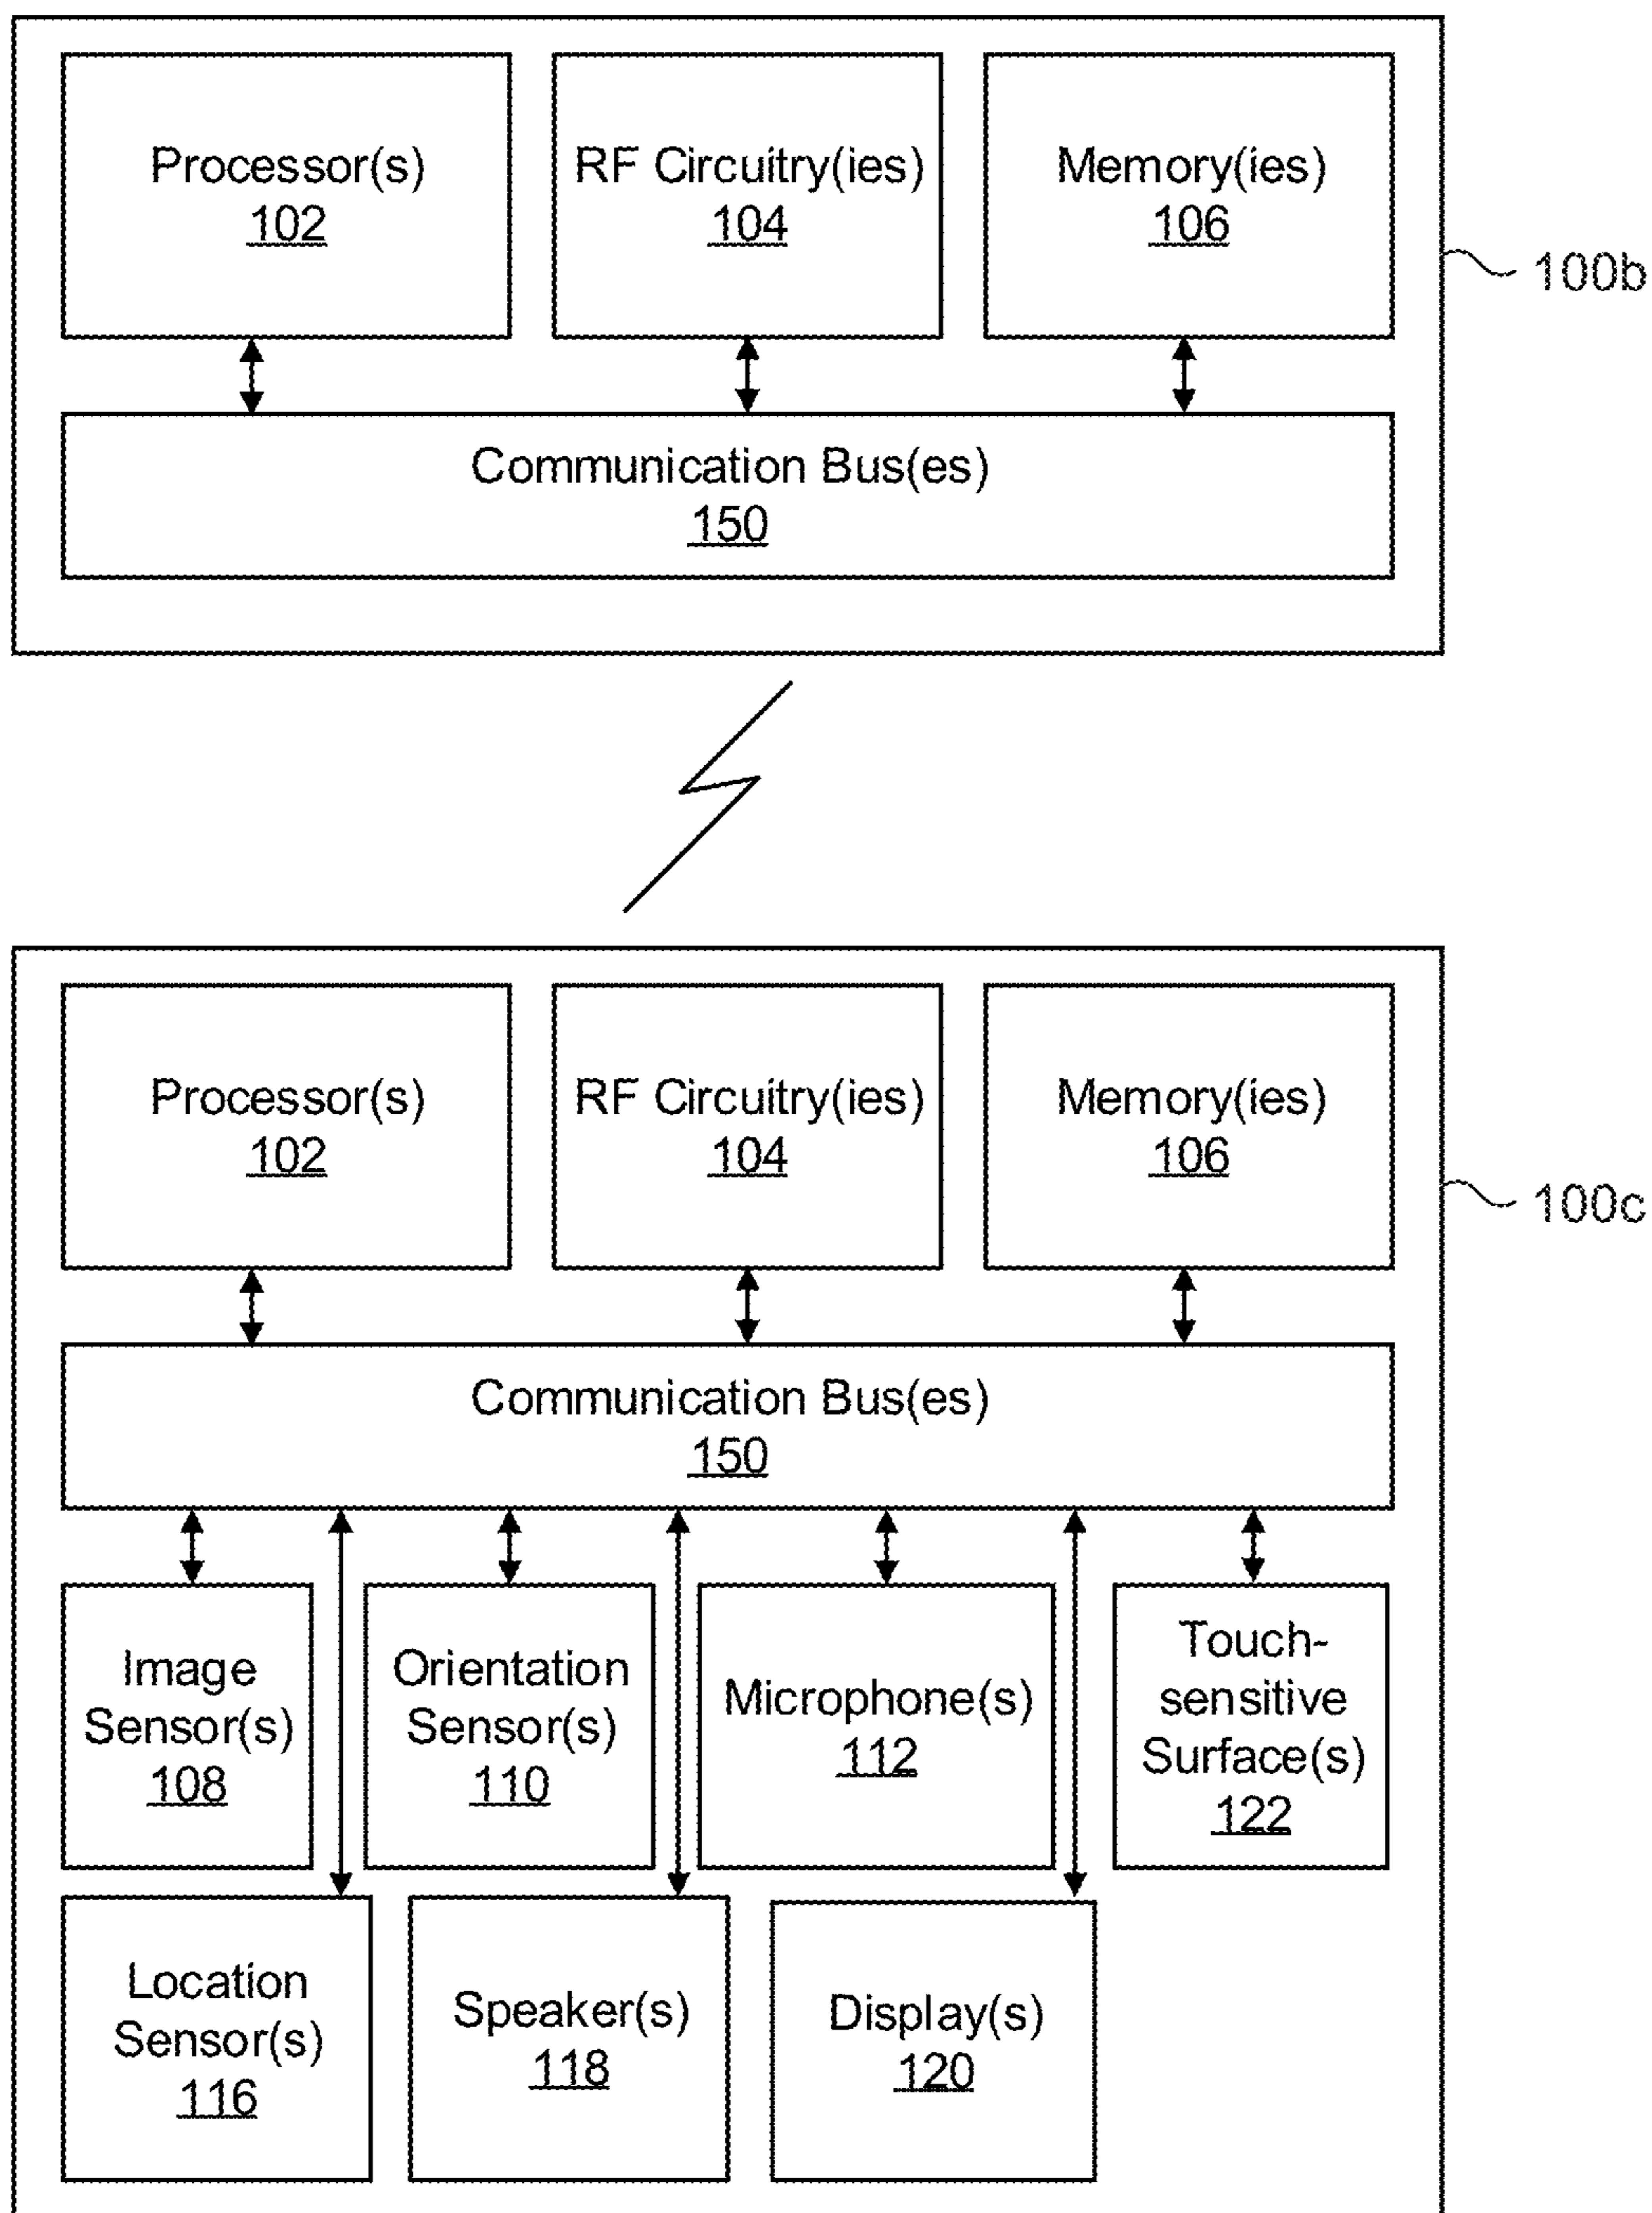 Processor(s)
102
RF Circuitry(ies)
104
Memory(ies)
106
100b
Communication Bus(es)
150
Processor(s)
102
RF Circuitry(ies)
104
Memory(ies)
106
100c
Communication Bus(es)
150
Image
Sensor(s)
108
Orientation
Sensor(s)
110
Microphone(s)
112
Touch-
sensitive
Surface(s)
122
Location
Sensor(s)
116
Speaker(s)
118
Display(s)
120